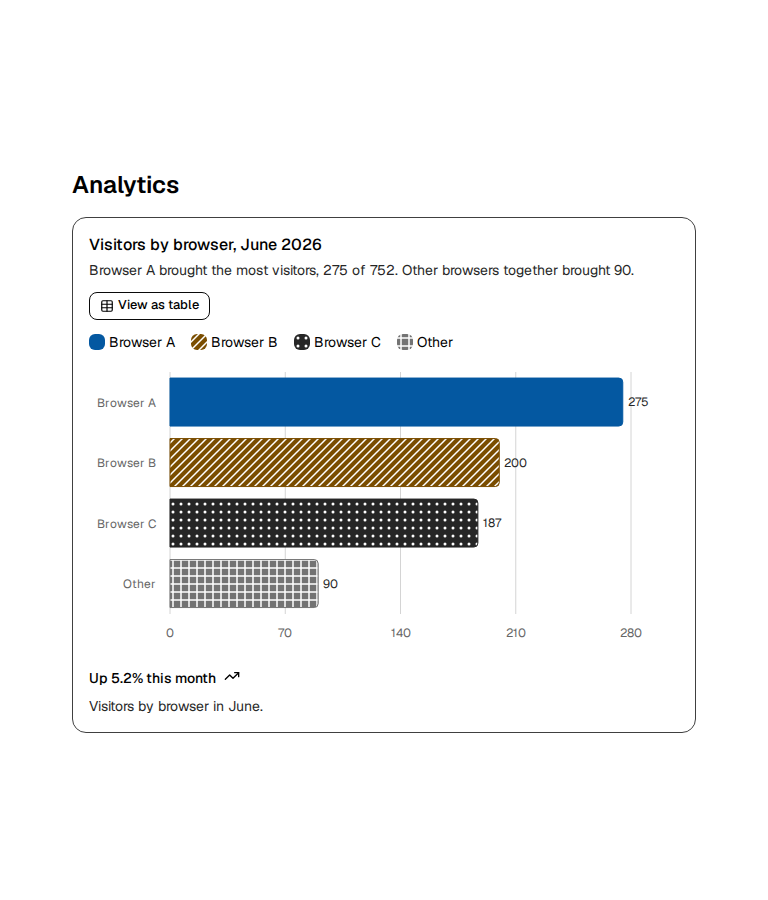 Analytics
Visitors by browser, June 2026
Browser A brought the most visitors, 275 of 752. Other browsers together brought 90.
View as table
Browser A Browser B Browser C Other
Browser A 275
Browser B 200
Browser C 187
Other 90
0 70 140 210 280
Up 5.2% this month
Visitors by browser in June.